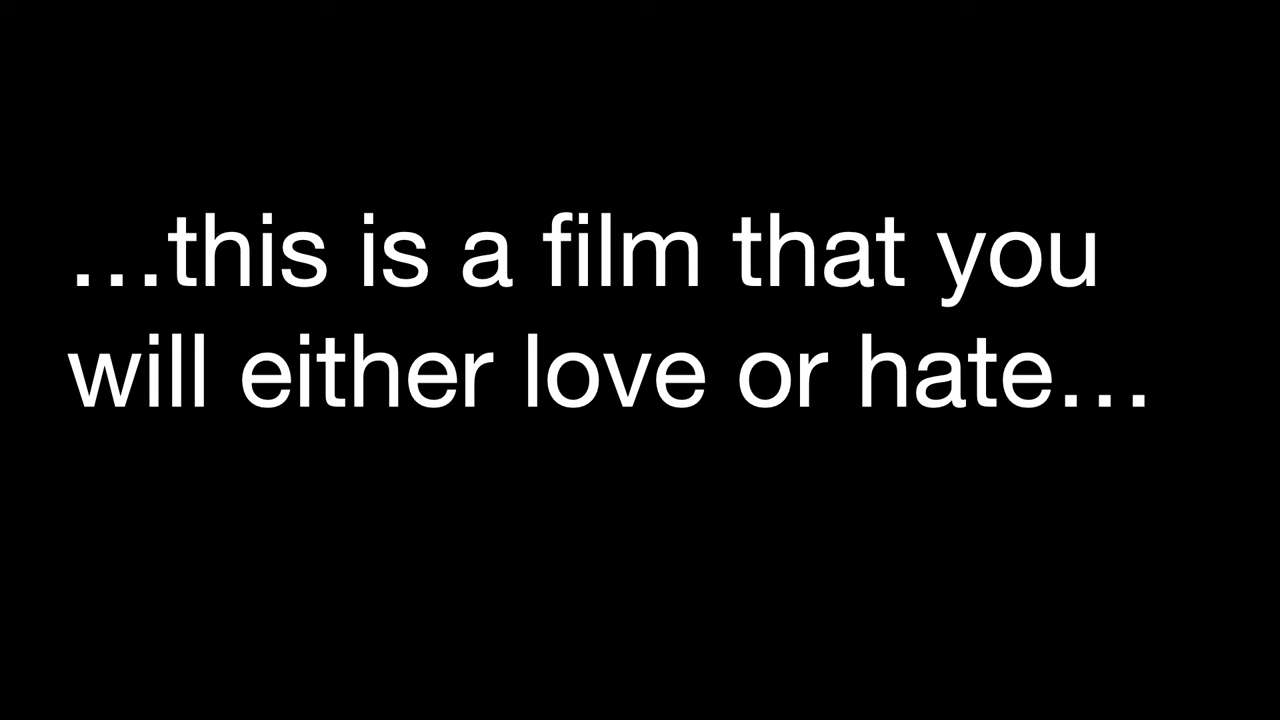 …this is a film that you
will either love or hate…